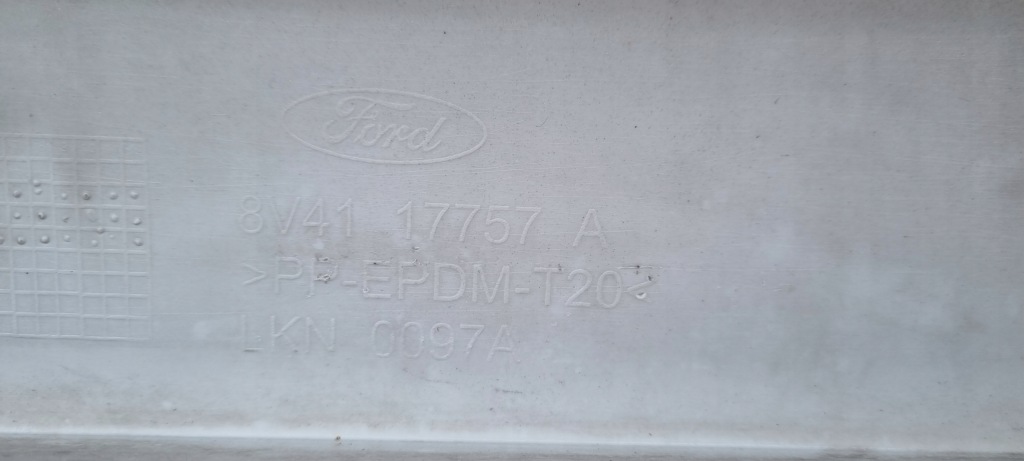 Ford
8V41 17757 A
>PP-EPDM-T20<
LKN 0097A